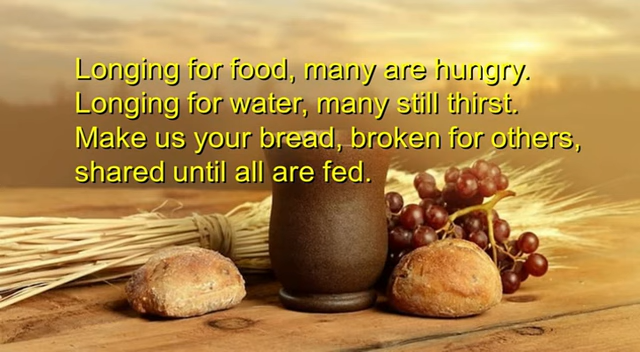 Longing for food, many are hungry.
Longing for water, many still thirst.
Make us your bread, broken for others,
shared until all are fed.